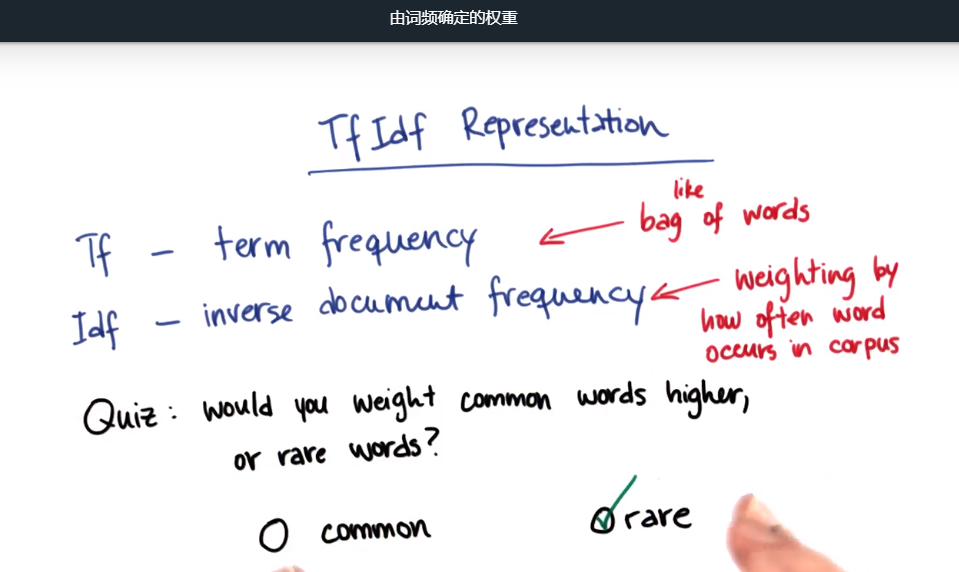 由词频确定的权重
Tf Idf Representation
like
Tf – term frequency bag of words
Idf – inverse document frequency weighting by
how often word
occurs in corpus
Quiz: would you weight common words higher,
or rare words?
common rare